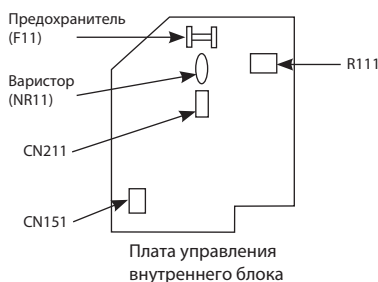 Предохранитель
(F11)
Варистор
(NR11)
R111
CN211
CN151
Плата управления
внутреннего блока